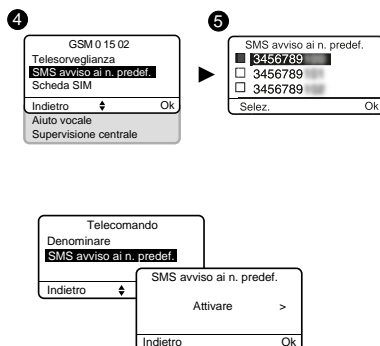 4
GSM 0 15 02
Telesorveglianza
SMS avviso ai n. predef.
Scheda SIM
Indietro Ok
Aiuto vocale
Supervisione centrale
5
SMS avviso ai n. predef.
3456789
3456789
3456789
Selez. Ok
Telecomando
Denominare
SMS avviso ai n. predef.
Indietro
SMS avviso ai n. predef.
Attivare >
Indietro Ok